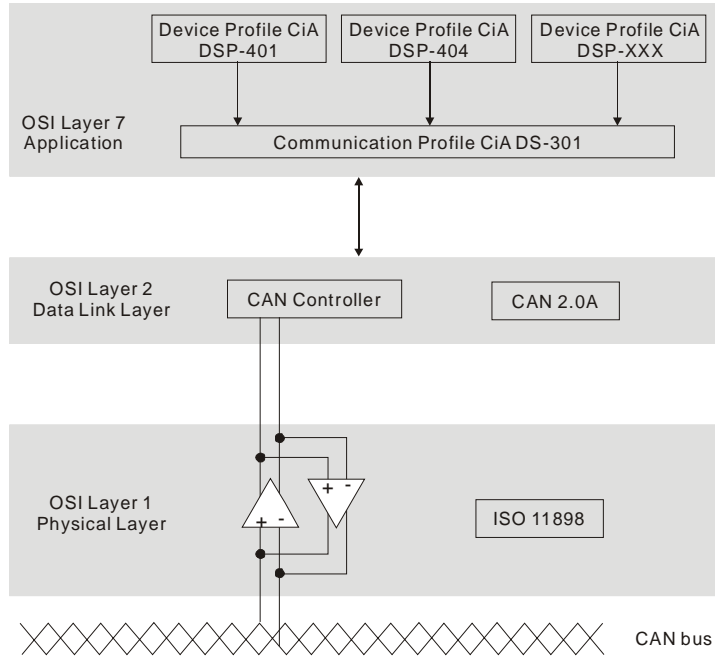 Device Profile CiA
DSP-401
Device Profile CiA
DSP-404
Device Profile CiA
DSP-XXX
OSI Layer 7
Application
Communication Profile CiA DS-301
OSI Layer 2
Data Link Layer
CAN Controller
CAN 2.0A
+ -
OSI Layer 1
Physical Layer
+ -
ISO 11898
CAN bus